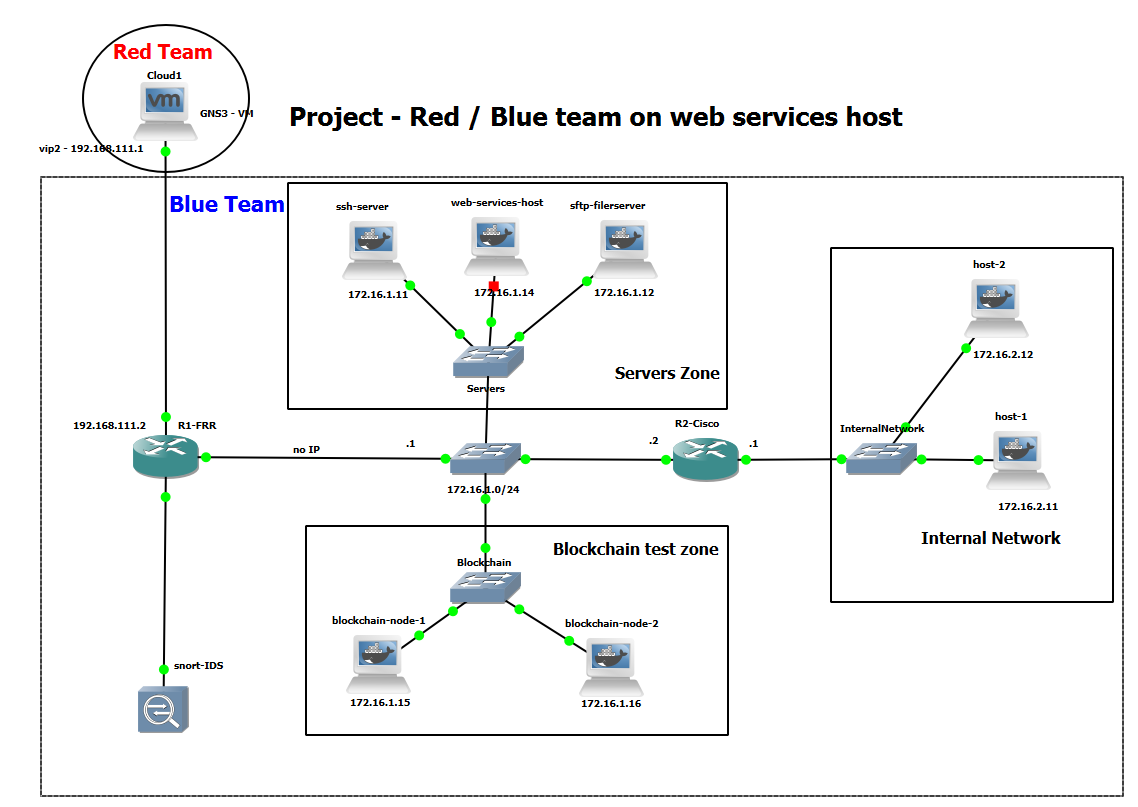 Red Team
Cloud1
vm
GNS3 - VM
Project - Red / Blue team on web services host
vip2 - 192.168.111.1
Blue Team
ssh-server
web-services-host
sftp-filerserver
172.16.1.11
172.16.1.14
172.16.1.12
Servers
Servers Zone
host-2
172.16.2.12
host-1
InternalNetwork
172.16.2.11
Internal Network
192.168.111.2
R1-FRR
no IP
.1
172.16.1.0/24
.2
R2-Cisco
.1
Blockchain test zone
Blockchain
blockchain-node-1
blockchain-node-2
172.16.1.15
172.16.1.16
snort-IDS